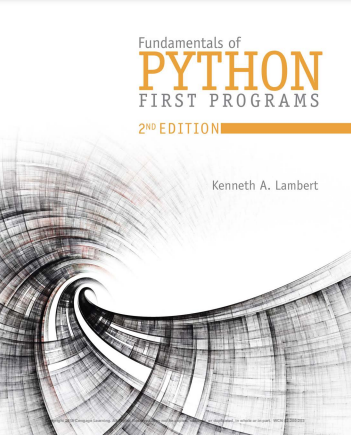 Fundamentals of
PYTHON
FIRST PROGRAMS
2ND EDITION
Kenneth A. Lambert